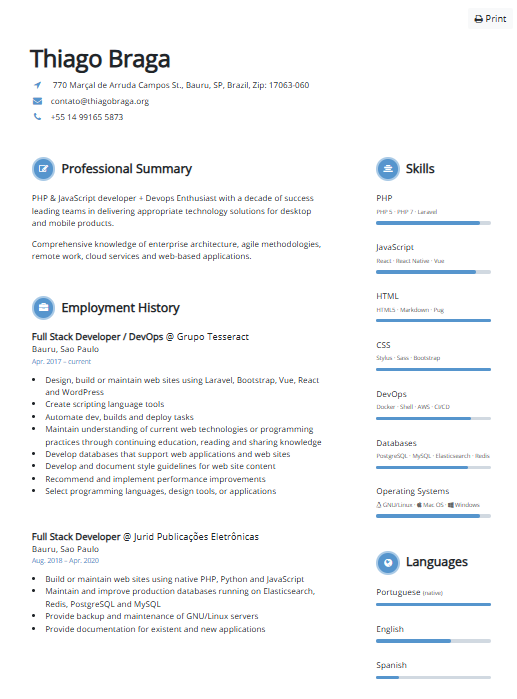 Print
Thiago Braga
770 Marçal de Arruda Campos St., Bauru, SP, Brazil, Zip: 17063-060
contato@thiagobraga.org
+55 14 99165 5873
Professional Summary
PHP & JavaScript developer + Devops Enthusiast with a decade of success
leading teams in delivering appropriate technology solutions for desktop
and mobile products.
Comprehensive knowledge of enterprise architecture, agile methodologies,
remote work, cloud services and web-based applications.
Employment History
Full Stack Developer / DevOps @ Grupo Tesseract
Bauru, Sao Paulo
Apr. 2017 – current
• Design, build or maintain web sites using Laravel, Bootstrap, Vue, React
and WordPress
• Create scripting language tools
• Automate dev, builds and deploy tasks
• Maintain understanding of current web technologies or programming
practices through continuing education, reading and sharing knowledge
• Develop databases that support web applications and web sites
• Develop and document style guidelines for web site content
• Recommend and implement performance improvements
• Select programming languages, design tools, or applications
Full Stack Developer @ Jurid Publicações Eletrônicas
Bauru, Sao Paulo
Aug. 2018 – Apr. 2020
• Build or maintain web sites using native PHP, Python and JavaScript
• Maintain and improve production databases running on Elasticsearch,
Redis, PostgreSQL and MySQL
• Provide backup and maintenance of GNU/Linux servers
• Provide documentation for existent and new applications
Skills
PHP
PHP 5 · PHP 7 · Laravel
JavaScript
React · React Native · Vue
HTML
HTML5 · Markdown · Pug
CSS
Stylus · Sass · Bootstrap
DevOps
Docker · Shell · AWS · CI/CD
Databases
PostgreSQL · MySQL · Elasticsearch · Redis
Operating Systems
GNU/Linux · Mac OS · Windows
Languages
Portuguese (native)
English
Spanish